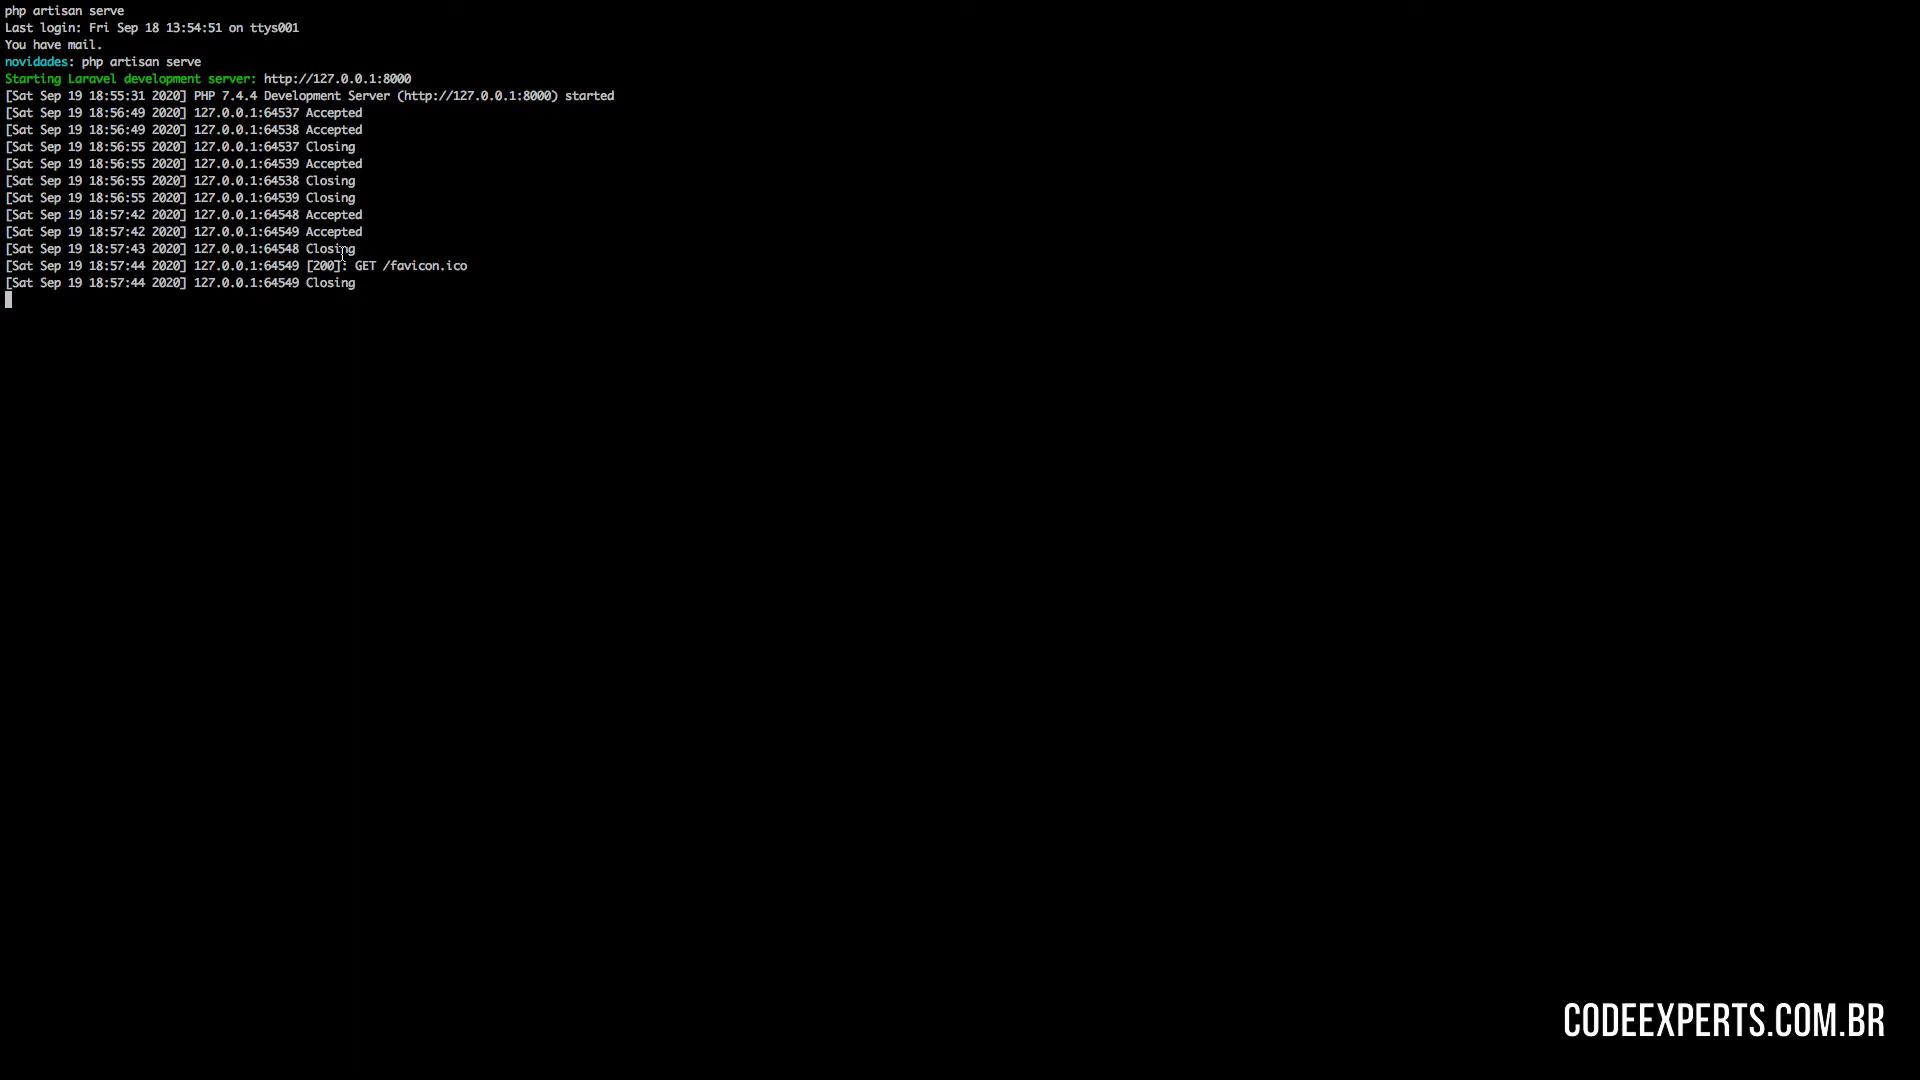 php artisan serve
Last login: Fri Sep 18 13:54:51 on ttys001
You have mail.
novidades: php artisan serve
Starting Laravel development server: http://127.0.0.1:8000
[Sat Sep 19 18:55:31 2020] PHP 7.4.4 Development Server (http://127.0.0.1:8000) started
[Sat Sep 19 18:56:49 2020] 127.0.0.1:64537 Accepted
[Sat Sep 19 18:56:49 2020] 127.0.0.1:64538 Accepted
[Sat Sep 19 18:56:55 2020] 127.0.0.1:64537 Closing
[Sat Sep 19 18:56:55 2020] 127.0.0.1:64539 Accepted
[Sat Sep 19 18:56:55 2020] 127.0.0.1:64538 Closing
[Sat Sep 19 18:56:55 2020] 127.0.0.1:64539 Closing
[Sat Sep 19 18:57:42 2020] 127.0.0.1:64548 Accepted
[Sat Sep 19 18:57:42 2020] 127.0.0.1:64549 Accepted
[Sat Sep 19 18:57:43 2020] 127.0.0.1:64548 Closing
[Sat Sep 19 18:57:44 2020] 127.0.0.1:64549 [200]: GET /favicon.ico
[Sat Sep 19 18:57:44 2020] 127.0.0.1:64549 Closing
CODEEXPERTS.COM.BR